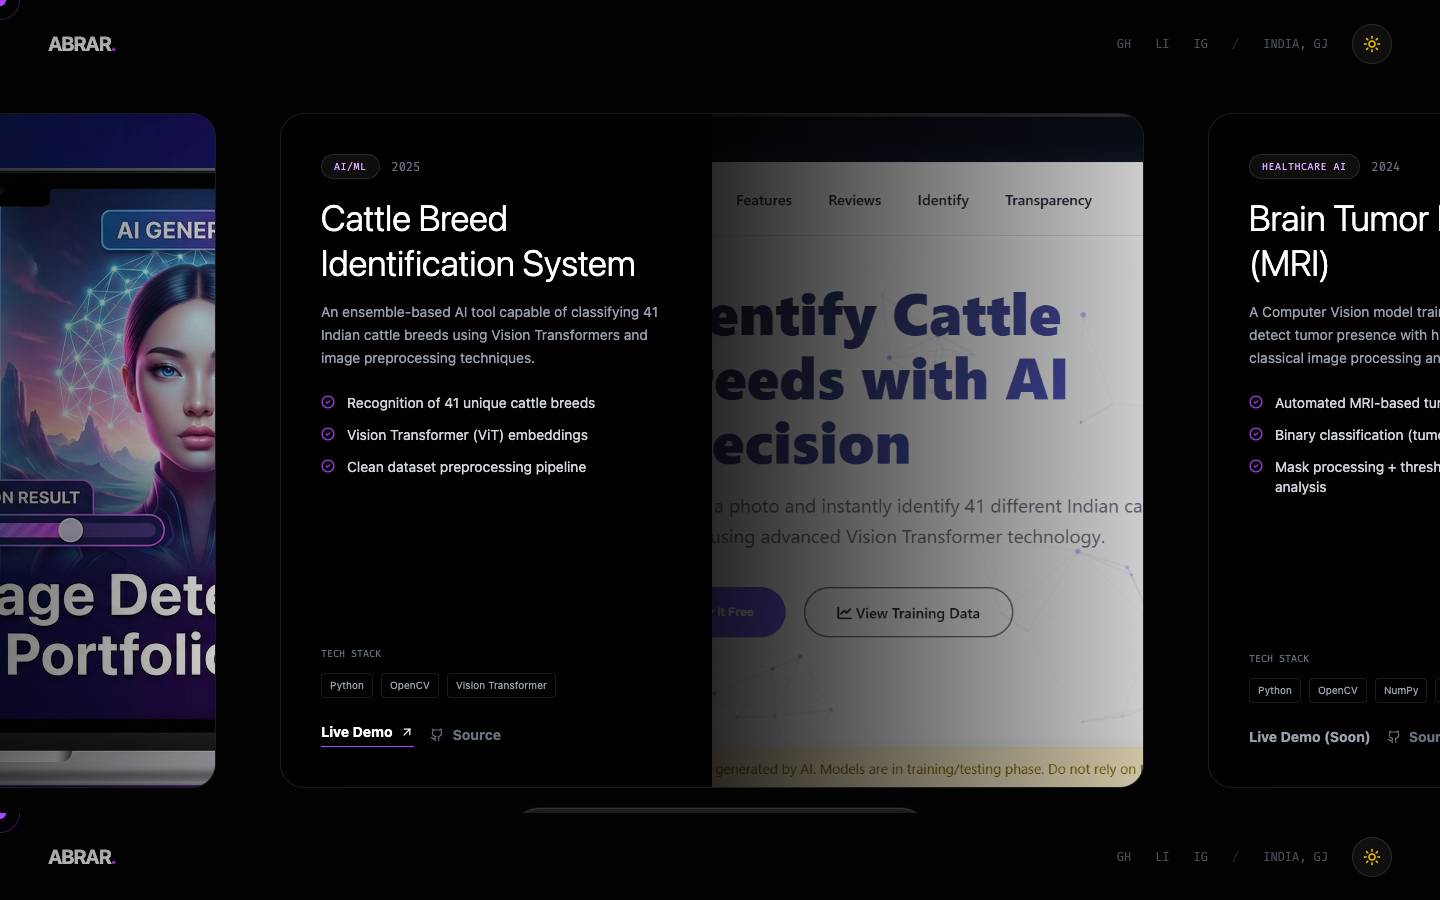 ABRAR.
GH LI IG / INDIA, GJ
AI GENER
N RESULT
age Dete
Portfolio
AI/ML 2025
Cattle Breed
Identification System
An ensemble-based AI tool capable of classifying 41
Indian cattle breeds using Vision Transformers and
image preprocessing techniques.
Recognition of 41 unique cattle breeds
Vision Transformer (ViT) embeddings
Clean dataset preprocessing pipeline
TECH STACK
Python OpenCV Vision Transformer
Live Demo Source
Features Reviews Identify Transparency
entify Cattle
eeds with AI
ecision
a photo and instantly identify 41 different Indian ca
using advanced Vision Transformer technology.
It Free View Training Data
generated by AI. Models are in training/testing phase. Do not rely on
HEALTHCARE AI 2024
Brain Tumor
(MRI)
A Computer Vision model train
detect tumor presence with h
classical image processing an
Automated MRI-based tum
Binary classification (tumo
Mask processing + thresh
analysis
TECH STACK
Python OpenCV NumPy
Live Demo (Soon) Sour
ABRAR.
GH LI IG / INDIA, GJ